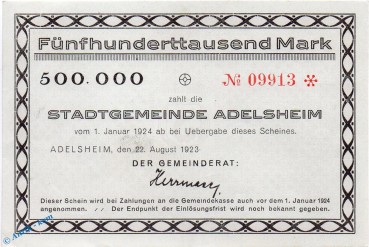 Fünfhunderttausend Mark
500.000 № 09913
zahlt die
STADTGEMEINDE ADELSHEIM
vom 1. Januar 1924 ab bei Uebergabe dieses Scheines.
ADELSHEIM, den 22. August 1923
DER GEMEINDERAT:
Herrmann
Dieser Schein wird bei Zahlungen an die Gemeindekasse auch vor dem 1. Januar 1924
angenommen. // Der Endpunkt der Einlösungsfrist wird noch bekannt gegeben.